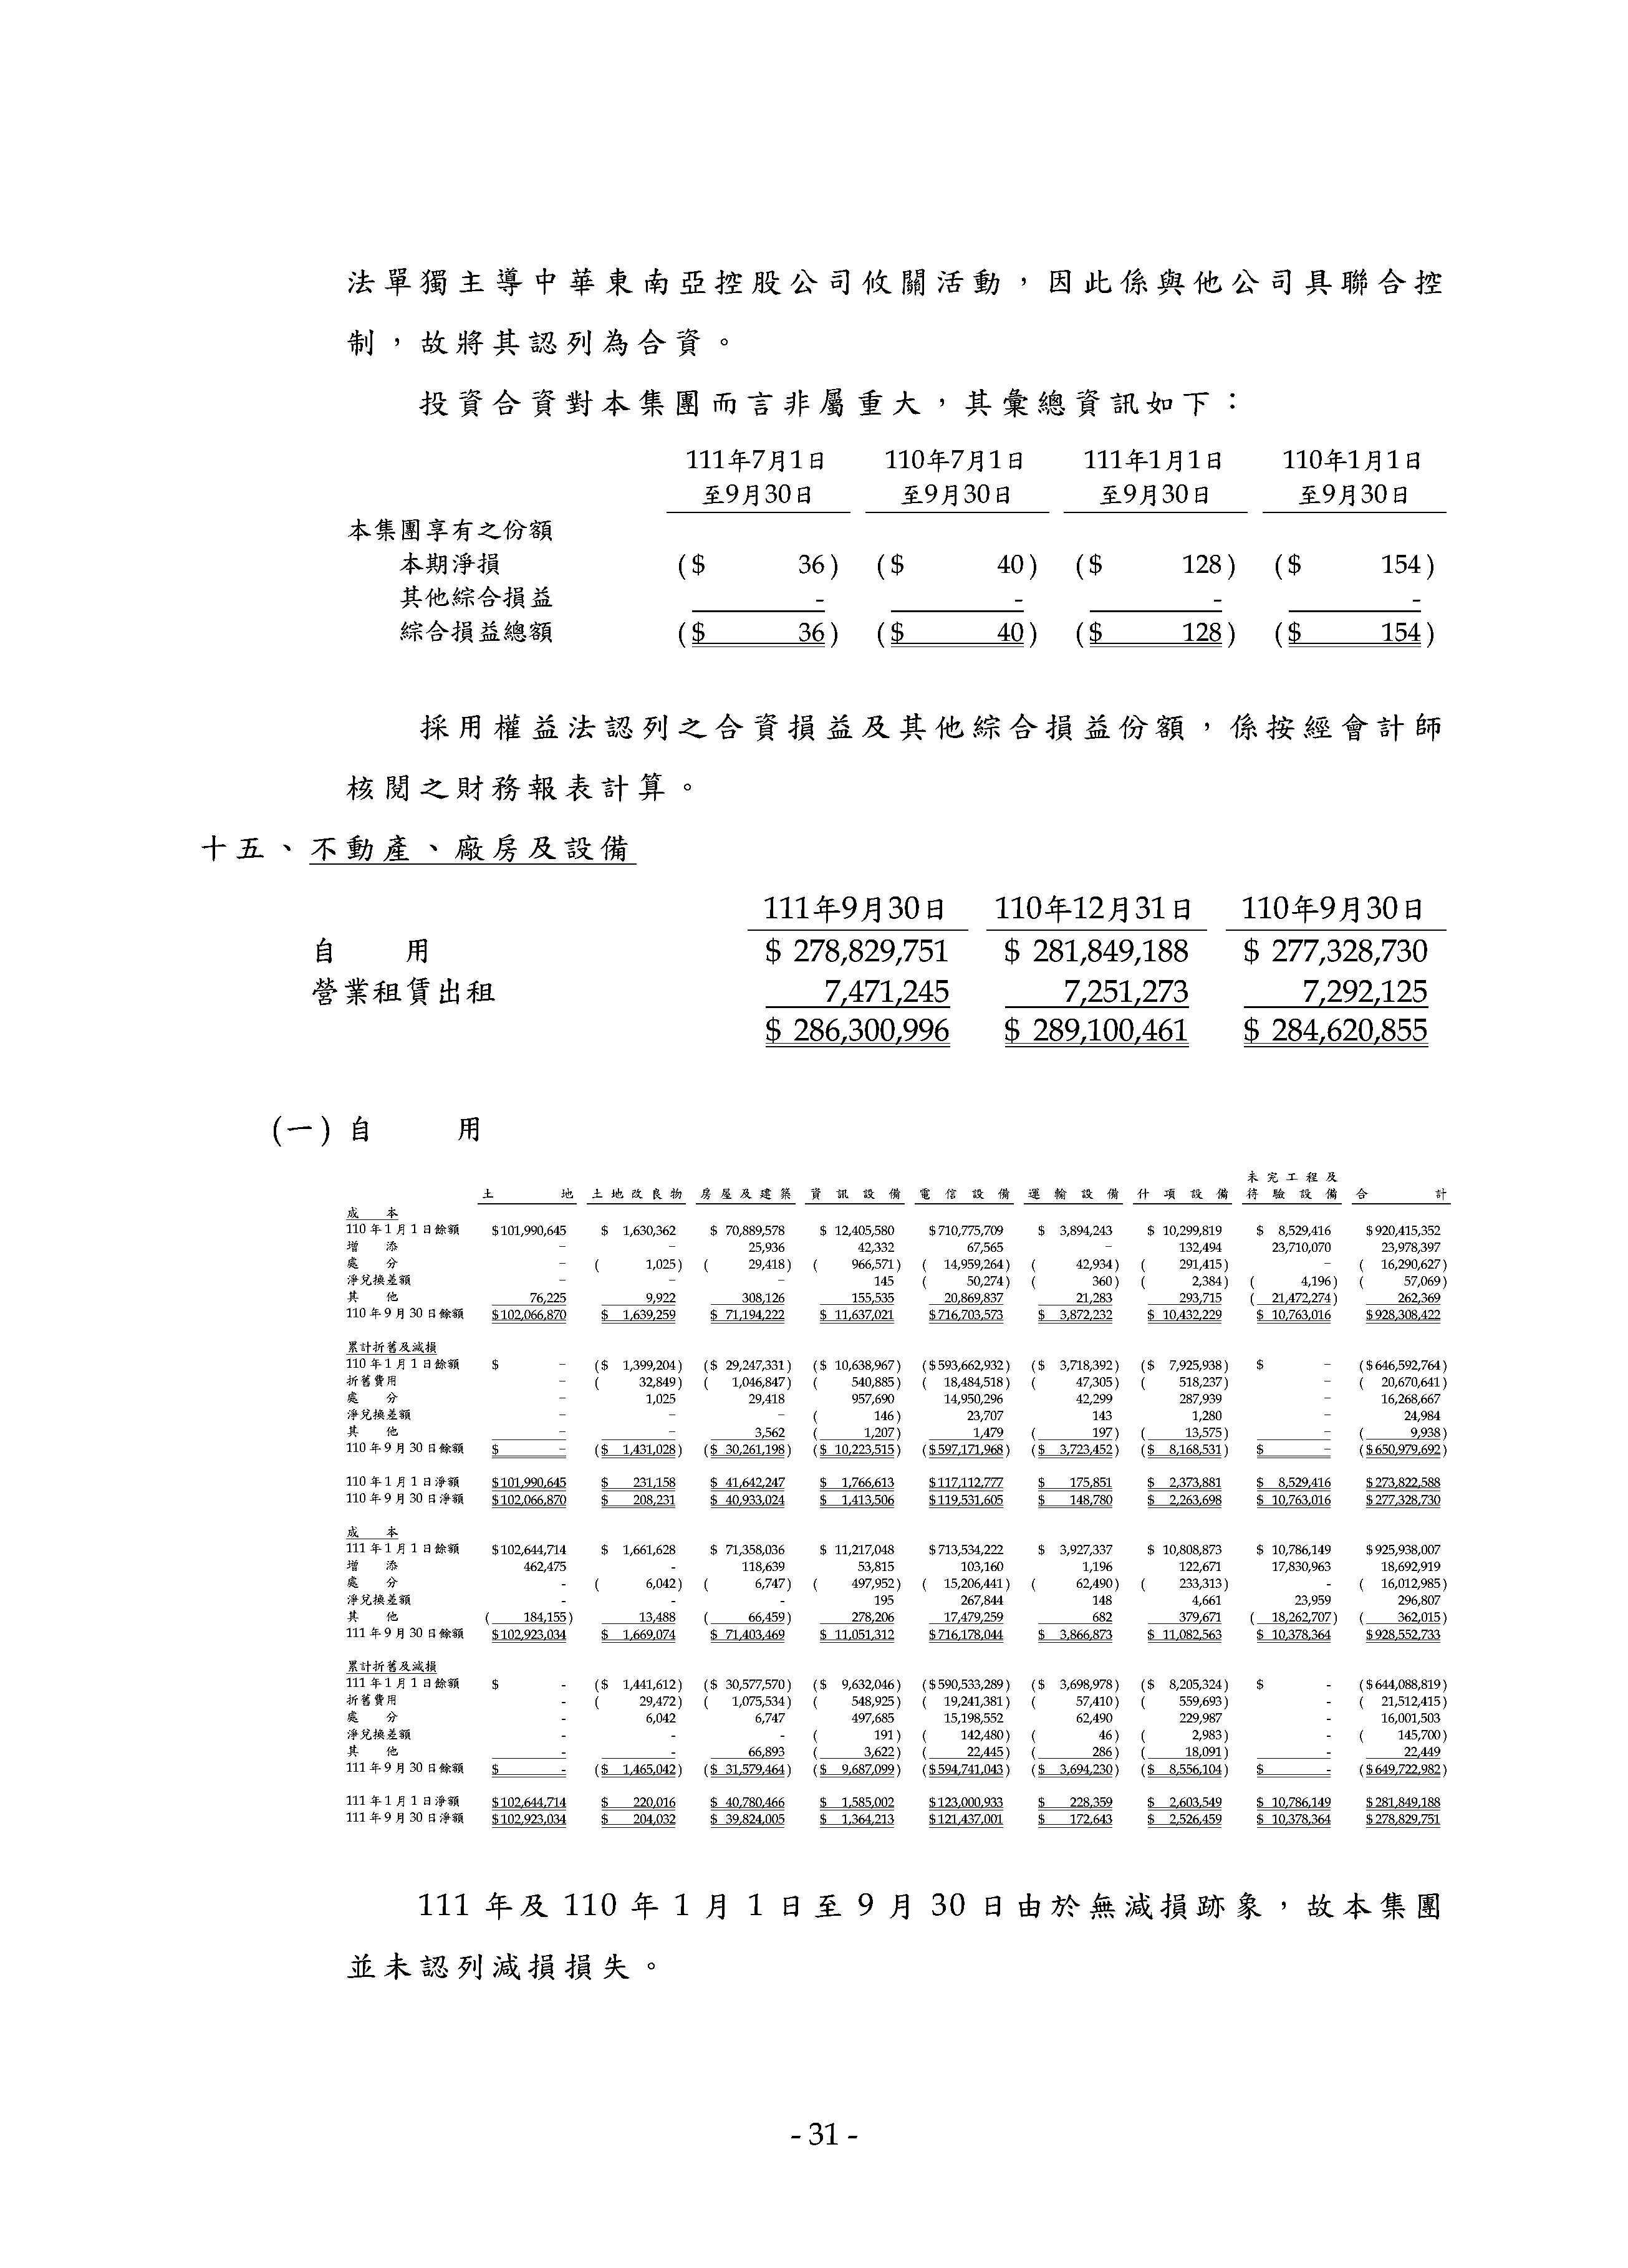 法單獨主導中華東南亞控股公司攸關活動，因此係與他公司具聯合控
制，故將其認列為合資。
投資合資對本集團而言非屬重大，其彙總資訊如下：
111年7月1日 110年7月1日 111年1月1日 110年1月1日
至9月30日 至9月30日 至9月30日 至9月30日
本集團享有之份額
本期淨損 ($ 36) ($ 40) ($ 128) ($ 154)
其他綜合損益 - - - -
綜合損益總額 ($ 36) ($ 40) ($ 128) ($ 154)
採用權益法認列之合資損益及其他綜合損益份額，係按經會計師
核閱之財務報表計算。
十五、不動產、廠房及設備
111年9月30日 110年12月31日 110年9月30日
自 用 $ 278,829,751 $ 281,849,188 $ 277,328,730
營業租賃出租 7,471,245 7,251,273 7,292,125
$ 286,300,996 $ 289,100,461 $ 284,620,855
(一) 自 用
未完工程及
土 地 土地改良物 房屋及建築 資訊設備 電信設備 運輸設備 什項設備 待驗設備 合 計
成 本
110年1月1日餘額 $101,990,645 $ 1,630,362 $ 70,889,578 $ 12,405,580 $710,775,709 $ 3,894,243 $ 10,299,819 $ 8,529,416 $920,415,352
增 添 - - 25,936 42,332 67,565 - 132,494 23,710,070 23,978,397
處 分 - ( 1,025) ( 29,418) ( 966,571) ( 14,959,264) ( 42,934) ( 291,415) - ( 16,290,627)
淨兌換差額 - - - 145 ( 50,274) ( 360) ( 2,384) ( 4,196) ( 57,069)
其 他 76,225 9,922 308,126 155,535 20,869,837 21,283 293,715 ( 21,472,274) 262,369
110年9月30日餘額 $102,066,870 $ 1,639,259 $ 71,194,222 $ 11,637,021 $716,703,573 $ 3,872,232 $ 10,432,229 $ 10,763,016 $928,308,422
累計折舊及減損
110年1月1日餘額 $ - ($ 1,399,204) ($ 29,247,331) ($ 10,638,967) ($593,662,932) ($ 3,718,392) ($ 7,925,938) $ - ($646,592,764)
折舊費用 - ( 32,849) ( 1,046,847) ( 540,885) ( 18,484,518) ( 47,305) ( 518,237) - ( 20,670,641)
處 分 - 1,025 29,418 957,690 14,950,296 42,299 287,939 - 16,268,667
淨兌換差額 - - - ( 146) 23,707 143 1,280 - 24,984
其 他 - - 3,562 ( 1,207) 1,479 ( 197) ( 13,575) - ( 9,938)
110年9月30日餘額 $ - ($ 1,431,028) ($ 30,261,198) ($ 10,223,515) ($597,171,968) ($ 3,723,452) ($ 8,168,531) $ - ($650,979,692)
110年1月1日淨額 $101,990,645 $ 231,158 $ 41,642,247 $ 1,766,613 $117,112,777 $ 175,851 $ 2,373,881 $ 8,529,416 $273,822,588
110年9月30日淨額 $102,066,870 $ 208,231 $ 40,933,024 $ 1,413,506 $119,531,605 $ 148,780 $ 2,263,698 $ 10,763,016 $277,328,730
成 本
111年1月1日餘額 $102,644,714 $ 1,661,628 $ 71,358,036 $ 11,217,048 $713,534,222 $ 3,927,337 $ 10,808,873 $ 10,786,149 $925,938,007
增 添 462,475 - 118,639 53,815 103,160 1,196 122,671 17,830,963 18,692,919
處 分 - ( 6,042) ( 6,747) ( 497,952) ( 15,206,441) ( 62,490) ( 233,313) - ( 16,012,985)
淨兌換差額 - - - 195 267,844 148 4,661 23,959 296,807
其 他 ( 184,155) 13,488 ( 66,459) 278,206 17,479,259 682 379,671 ( 18,262,707) ( 362,015)
111年9月30日餘額 $102,923,034 $ 1,669,074 $ 71,403,469 $ 11,051,312 $716,178,044 $ 3,866,873 $ 11,082,563 $ 10,378,364 $928,552,733
累計折舊及減損
111年1月1日餘額 $ - ($ 1,441,612) ($ 30,577,570) ($ 9,632,046) ($590,533,289) ($ 3,698,978) ($ 8,205,324) $ - ($644,088,819)
折舊費用 - ( 29,472) ( 1,075,534) ( 548,925) ( 19,241,381) ( 57,410) ( 559,693) - ( 21,512,415)
處 分 - 6,042 6,747 497,685 15,198,552 62,490 229,987 - 16,001,503
淨兌換差額 - - - ( 191) ( 142,480) ( 46) ( 2,983) - ( 145,700)
其 他 - - 66,893 ( 3,622) ( 22,445) ( 286) ( 18,091) - 22,449
111年9月30日餘額 $ - ($ 1,465,042) ($ 31,579,464) ($ 9,687,099) ($594,741,043) ($ 3,694,230) ($ 8,556,104) $ - ($649,722,982)
111年1月1日淨額 $102,644,714 $ 220,016 $ 40,780,466 $ 1,585,002 $123,000,933 $ 228,359 $ 2,603,549 $ 10,786,149 $281,849,188
111年9月30日淨額 $102,923,034 $ 204,032 $ 39,824,005 $ 1,364,213 $121,437,001 $ 172,643 $ 2,526,459 $ 10,378,364 $278,829,751
111 年及 110 年 1 月 1 日至 9 月 30 日由於無減損跡象，故本集團
並未認列減損損失。
- 31 -